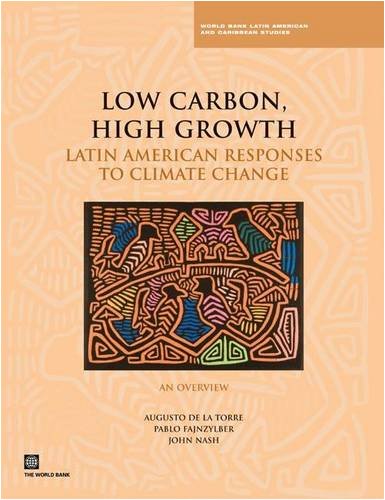 WORLD BANK LATIN AMERICAN
AND CARIBBEAN STUDIES
LOW CARBON,
HIGH GROWTH
LATIN AMERICAN RESPONSES
TO CLIMATE CHANGE
AN OVERVIEW
AUGUSTO DE LA TORRE
PABLO FAJNZYLBER
JOHN NASH
THE WORLD BANK